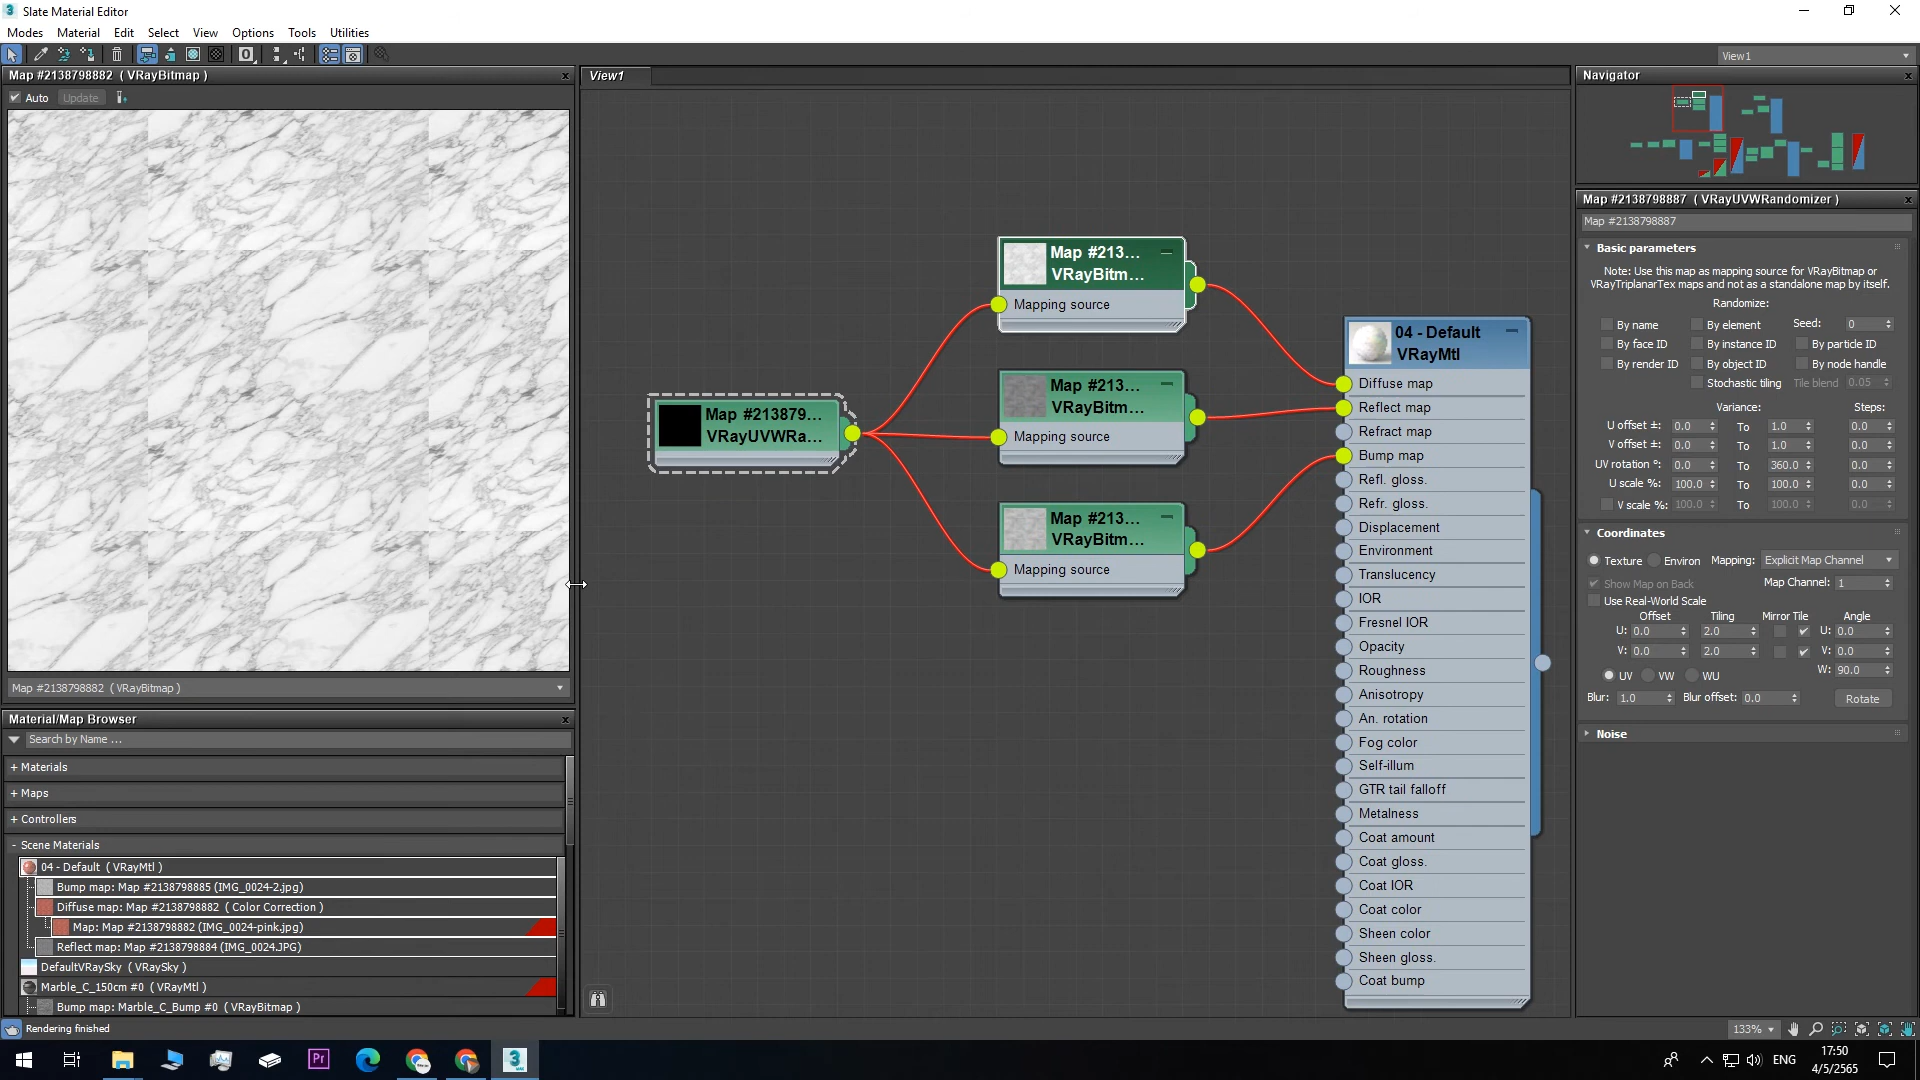 Slate Material Editor
Modes Material Edit Select View Options Tools Utilities
View1
Map #2138798882 ( VRayBitmap )
Auto Update
View1
Navigator
Map #2138798887 ( VRayUVWRandomizer )
Map #2138798887
Basic parameters
Note: Use this map as mapping source for VRayBitmap or
VRayTriplanarTex maps and not as a standalone map by itself.
Randomize:
By name By element Seed: 0
By face ID By instance ID By particle ID
By render ID By object ID By node handle
Stochastic tiling Tile blend 0.05
Variance: Steps:
U offset ±: 0.0 To 1.0 0.0
V offset ±: 0.0 To 1.0 0.0
UV rotation °: 0.0 To 360.0 0.0
U scale %: 100.0 To 100.0 0.0
V scale %: 100.0 To 100.0 0.0
Coordinates
Texture Environ Mapping: Explicit Map Channel
Show Map on Back Map Channel: 1
Use Real-World Scale
Offset Tiling Mirror Tile Angle
U: 0.0 2.0 U: 0.0
V: 0.0 2.0 V: 0.0
W: 90.0
UV VW WU
Blur: 1.0 Blur offset: 0.0 Rotate
Noise
Map #213...
VRayBitm...
Mapping source
Map #213...
VRayBitm...
Mapping source
Map #213...
VRayBitm...
Mapping source
Map #213879...
VRayUVWRa...
04 - Default
VRayMtl
Diffuse map
Reflect map
Refract map
Bump map
Refl. gloss.
Refr. gloss.
Displacement
Environment
Translucency
IOR
Fresnel IOR
Opacity
Roughness
Anisotropy
An. rotation
Fog color
Self-illum
GTR tail falloff
Metalness
Coat amount
Coat gloss.
Coat IOR
Coat color
Sheen color
Sheen gloss.
Coat bump
Map #2138798882 ( VRayBitmap )
Material/Map Browser
Search by Name ...
+ Materials
+ Maps
+ Controllers
- Scene Materials
04 - Default ( VRayMtl )
Bump map: Map #2138798885 (IMG_0024-2.jpg)
Diffuse map: Map #2138798882 ( Color Correction )
Map: Map #2138798882 (IMG_0024-pink.jpg)
Reflect map: Map #2138798884 (IMG_0024.JPG)
DefaultVRaySky ( VRaySky )
Marble_C_150cm #0 ( VRayMtl )
Bump map: Marble_C_Bump #0 ( VRayBitmap )
Rendering finished
133%
Pr
3
ENG
17:50
4/5/2565